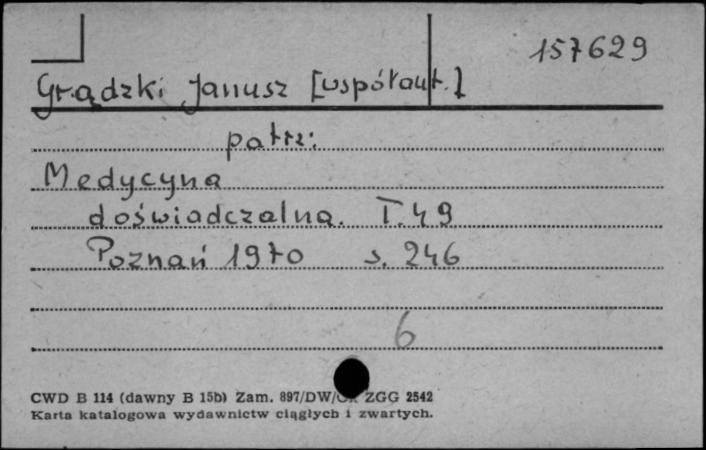 157629
Grądzki Janusz [współaut.]
patrz:
Medycyna
doświadczalna. T.49
Poznań 1970 s. 246
6
CWD B 114 (dawny B 15b) Zam. 897/DW/ ZGG 2542
Karta katalogowa wydawnictw ciągłych i zwartych.